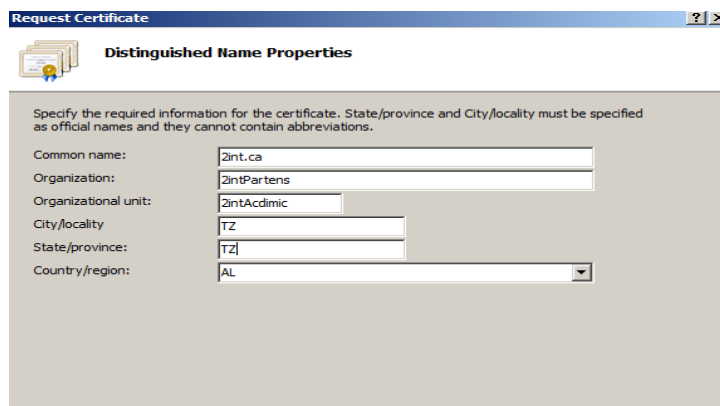 Request Certificate
Distinguished Name Properties
Specify the required information for the certificate. State/province and City/locality must be specified
as official names and they cannot contain abbreviations.
Common name: 2int.ca
Organization: 2intPartens
Organizational unit: 2intAcdimic
City/locality TZ
State/province: TZ
Country/region: AL